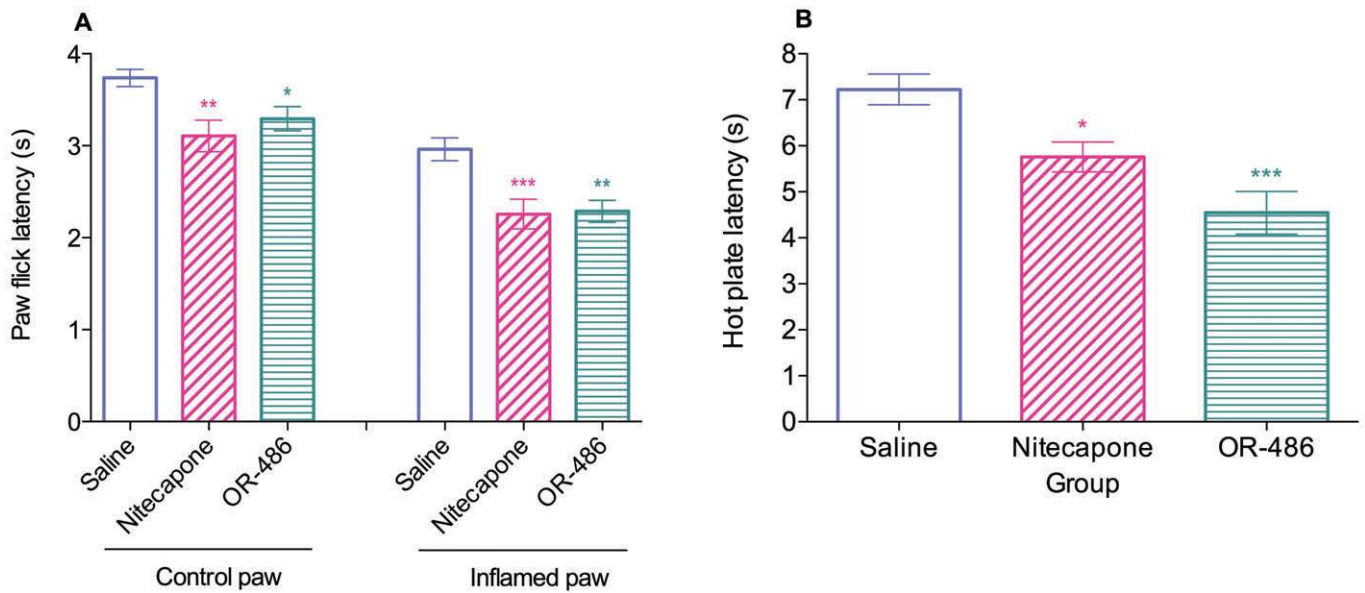 A
Paw flick latency (s)
4
3
2
1
0
**
*
***
**
Saline
Nitecapone
OR-486
Saline
Nitecapone
OR-486
Control paw
Inflamed paw
B
Hot plate latency (s)
8
7
6
5
4
3
2
1
0
*
***
Saline
Nitecapone
OR-486
Group